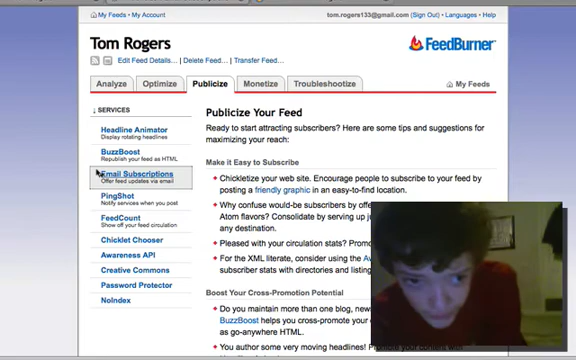 My Feeds · My Account
tom.rogers133@gmail.com (Sign Out) · Languages · Help
Tom Rogers
FeedBurner
Edit Feed Details... | Delete Feed... | Transfer Feed...
Analyze
Optimize
Publicize
Monetize
Troubleshootize
My Feeds
↓ SERVICES
Headline Animator
Display rotating headlines
BuzzBoost
Republish your feed as HTML
Email Subscriptions
Offer feed updates via email
PingShot
Notify services when you post
FeedCount
Show off your feed circulation
Chicklet Chooser
Awareness API
Creative Commons
Password Protector
NoIndex
Publicize Your Feed
Ready to start attracting subscribers? Here are some tips and suggestions for
maximizing your reach:
Make it Easy to Subscribe
Chickletize your web site. Encourage people to subscribe to your feed by
posting a friendly graphic in an easy-to-find location.
Why confuse would-be subscribers by
Atom flavors? Consolidate by serving up
any destination.
Pleased with your circulation stats?
For the XML literate, consider using the
subscriber stats with directories and
Boost Your Cross-Promotion Potential
Do you maintain more than one blog,
BuzzBoost helps you cross-promote your
as-go-anywhere HTML.
You author some very moving headlines!